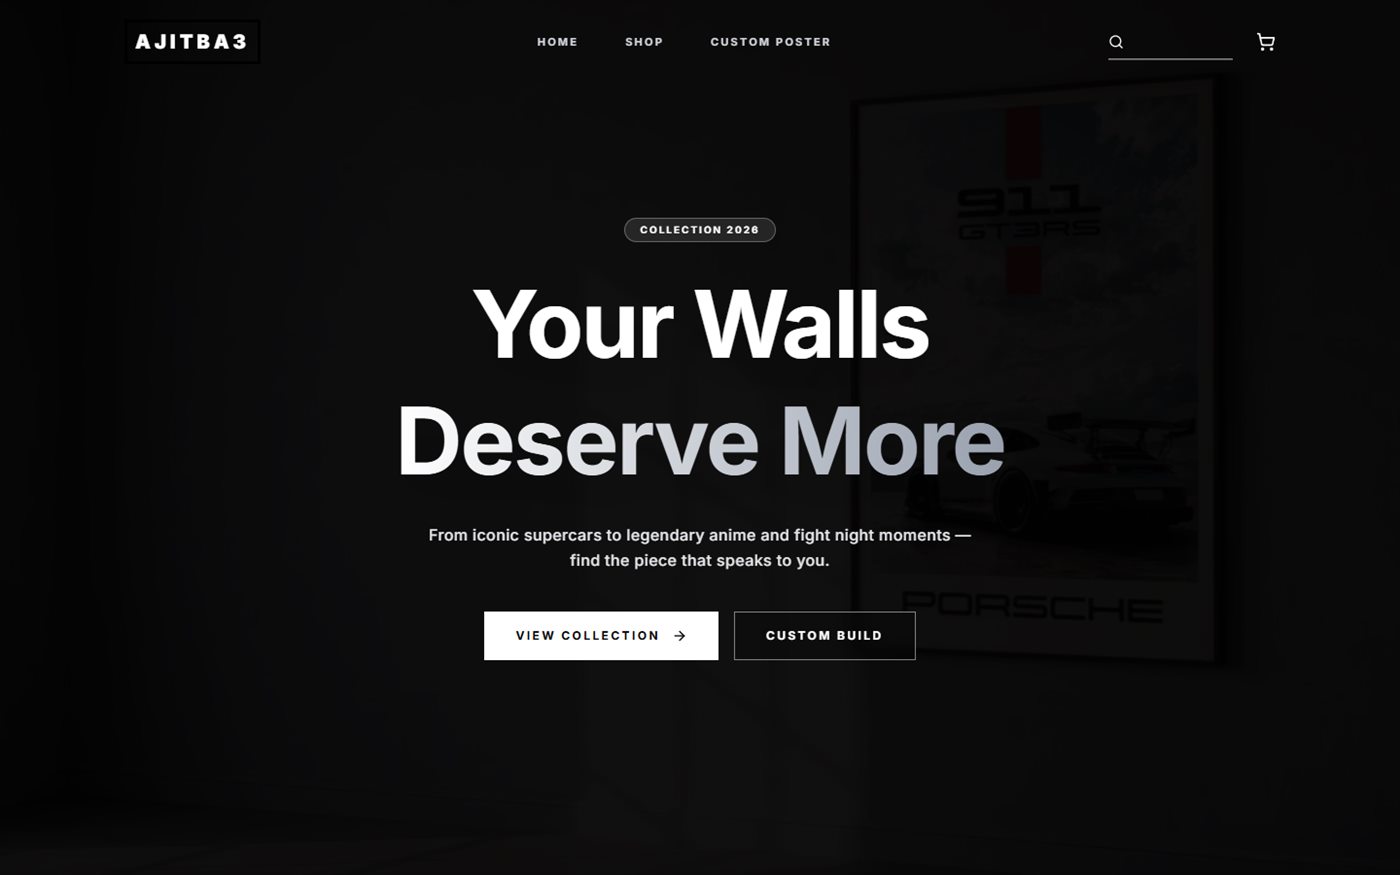 AJITBA3
HOME
SHOP
CUSTOM POSTER
911
GT3RS
COLLECTION 2026
Your Walls
Deserve More
From iconic supercars to legendary anime and fight night moments —
find the piece that speaks to you.
PORSCHE
VIEW COLLECTION →
CUSTOM BUILD